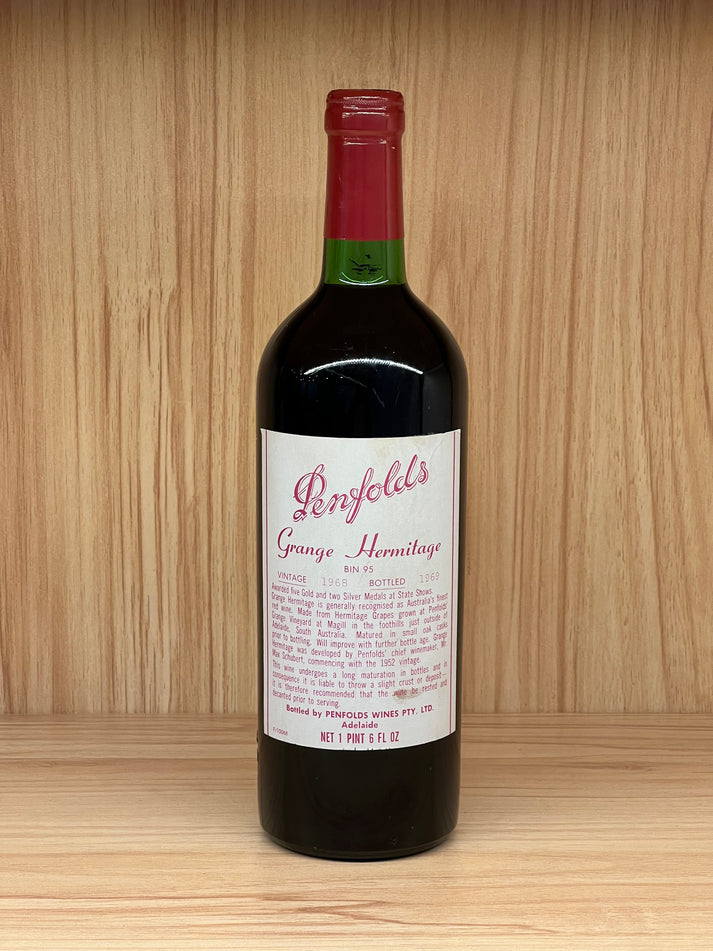 Penfolds
Grange Hermitage
BIN 95
VINTAGE 1968 BOTTLED 1969
Awarded five Gold and two Silver Medals at State Shows.
Grange Hermitage is generally recognised as Australia's finest
red wine. Made from Hermitage Grapes grown at Penfolds'
Grange Vineyard at Magill in the foothills just outside of
Adelaide, South Australia. Matured in small oak casks
prior to bottling. Will improve with further bottle age. Grange
Hermitage was developed by Penfolds' chief winemaker, Mr.
Max Schubert, commencing with the 1952 vintage.
This wine undergoes a long maturation in bottles and in
consequence it is liable to throw a slight crust or deposit—
it is therefore recommended that the wine be rested and
decanted prior to serving.
Bottled by PENFOLDS WINES PTY. LTD.
Adelaide
NET 1 PINT 6 FL OZ